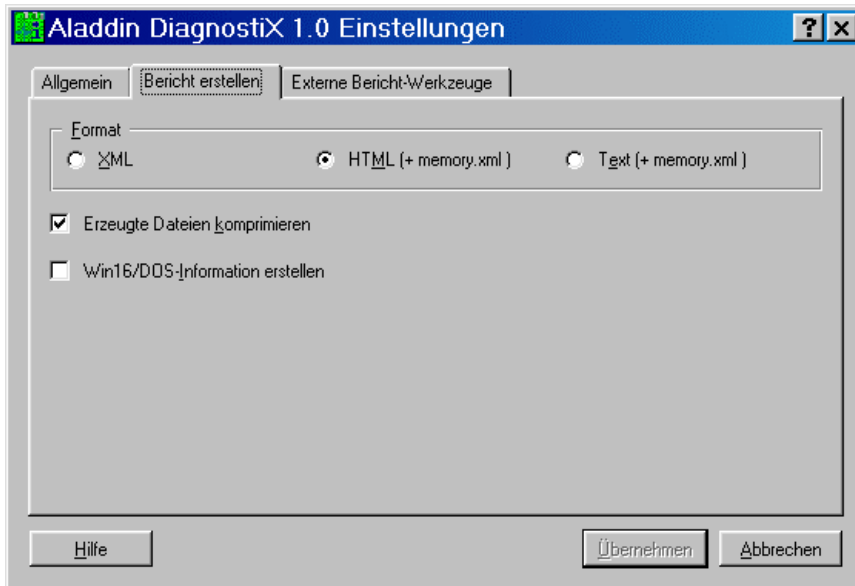 Aladdin DiagnostiX 1.0 Einstellungen
Allgemein Bericht erstellen Externe Bericht-Werkzeuge
Format
XML HTML (+ memory.xml ) Text (+ memory.xml )
Erzeugte Dateien komprimieren
Win16/DOS-Information erstellen
Hilfe Übernehmen Abbrechen